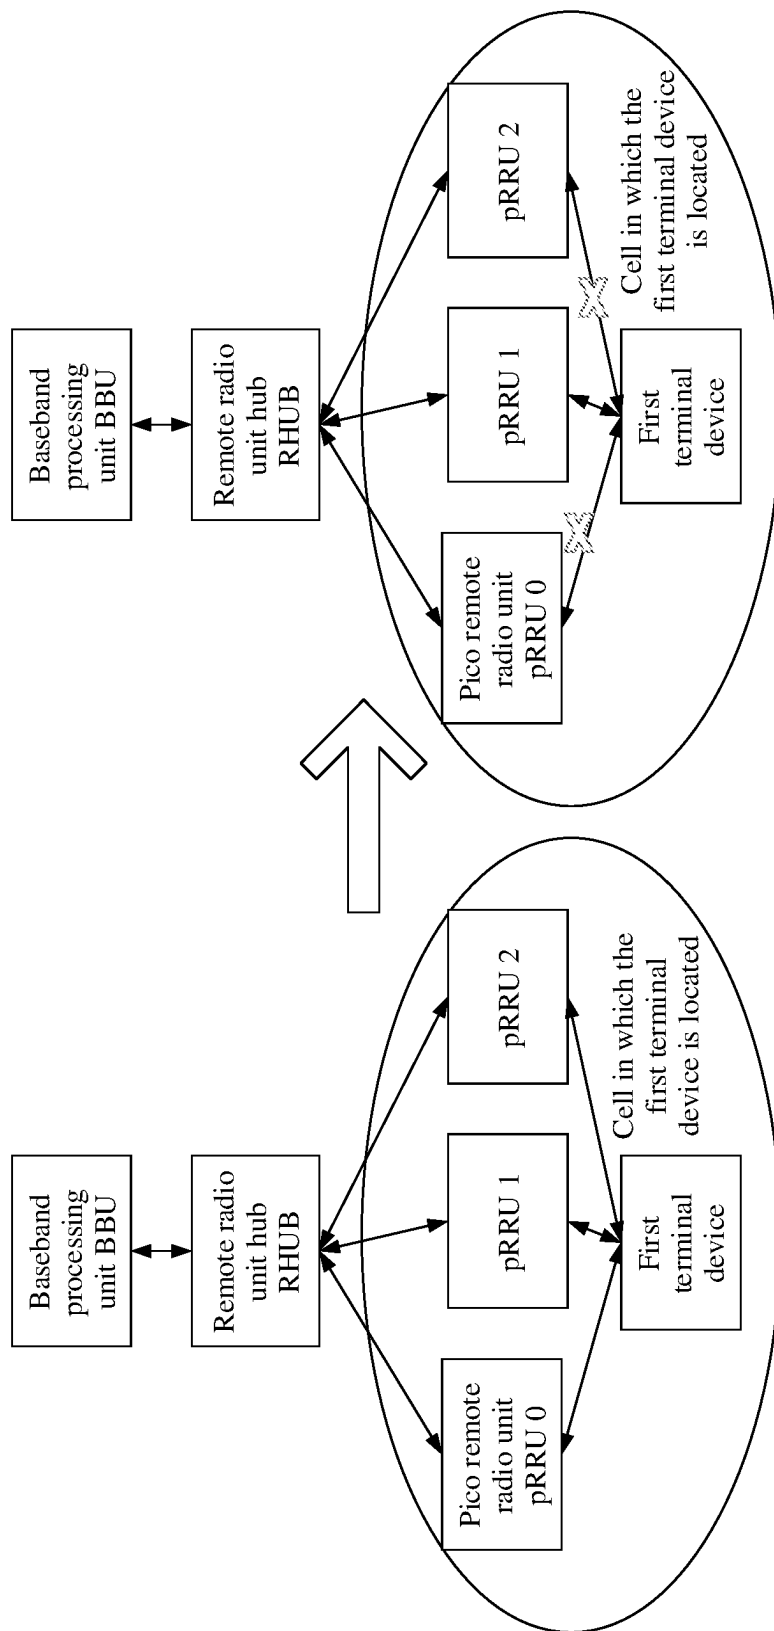 Baseband
processing
unit BBU
Remote radio
unit hub
RHUB
Pico remote
radio unit
pRRU 0
pRRU 1
pRRU 2
First
terminal
device
Cell in which the
first terminal
device is located
Baseband
processing
unit BBU
Remote radio
unit hub
RHUB
Pico remote
radio unit
pRRU 0
pRRU 1
pRRU 2
First
terminal
device
Cell in which the
first terminal device
is located